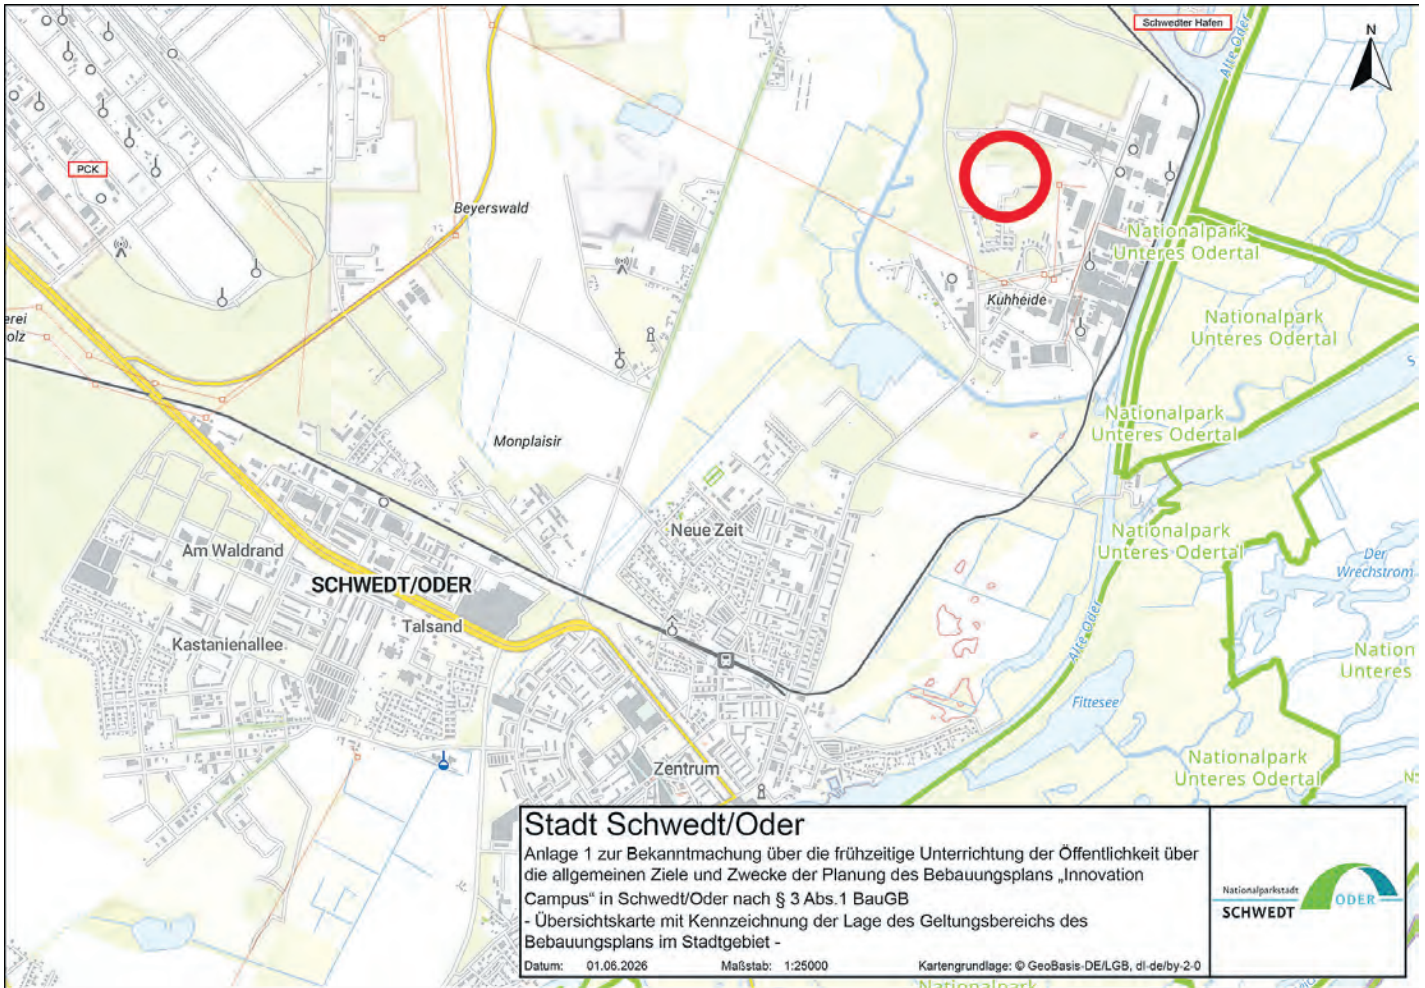 Schwedter Hafen
N
Alte Oder
PCK
Beyerswald
Nationalpark
Unteres Odertal
Kuhheide
Nationalpark
Unteres Odertal
erei
olz
S
Nationalpark
Unteres Odertal
Monplaisir
Neue Zeit
Nationalpark
Unteres Odertal
Am Waldrand
Der
Wrechstrom
SCHWEDT/ODER
Talsand
Kastanienallee
Alte Oder
Nation
Unteres
Fittesee
Nationalpark
Unteres Odertal
Zentrum
N
Stadt Schwedt/Oder
Anlage 1 zur Bekanntmachung über die frühzeitige Unterrichtung der Öffentlichkeit über
die allgemeinen Ziele und Zwecke der Planung des Bebauungsplans „Innovation
Campus“ in Schwedt/Oder nach § 3 Abs.1 BauGB
- Übersichtskarte mit Kennzeichnung der Lage des Geltungsbereichs des
Bebauungsplans im Stadtgebiet -
Datum: 01.06.2026 Maßstab: 1:25000 Kartengrundlage: © GeoBasis-DE/LGB, dl-de/by-2-0
Nationalparkstadt
SCHWEDT ODER
Nationalpark